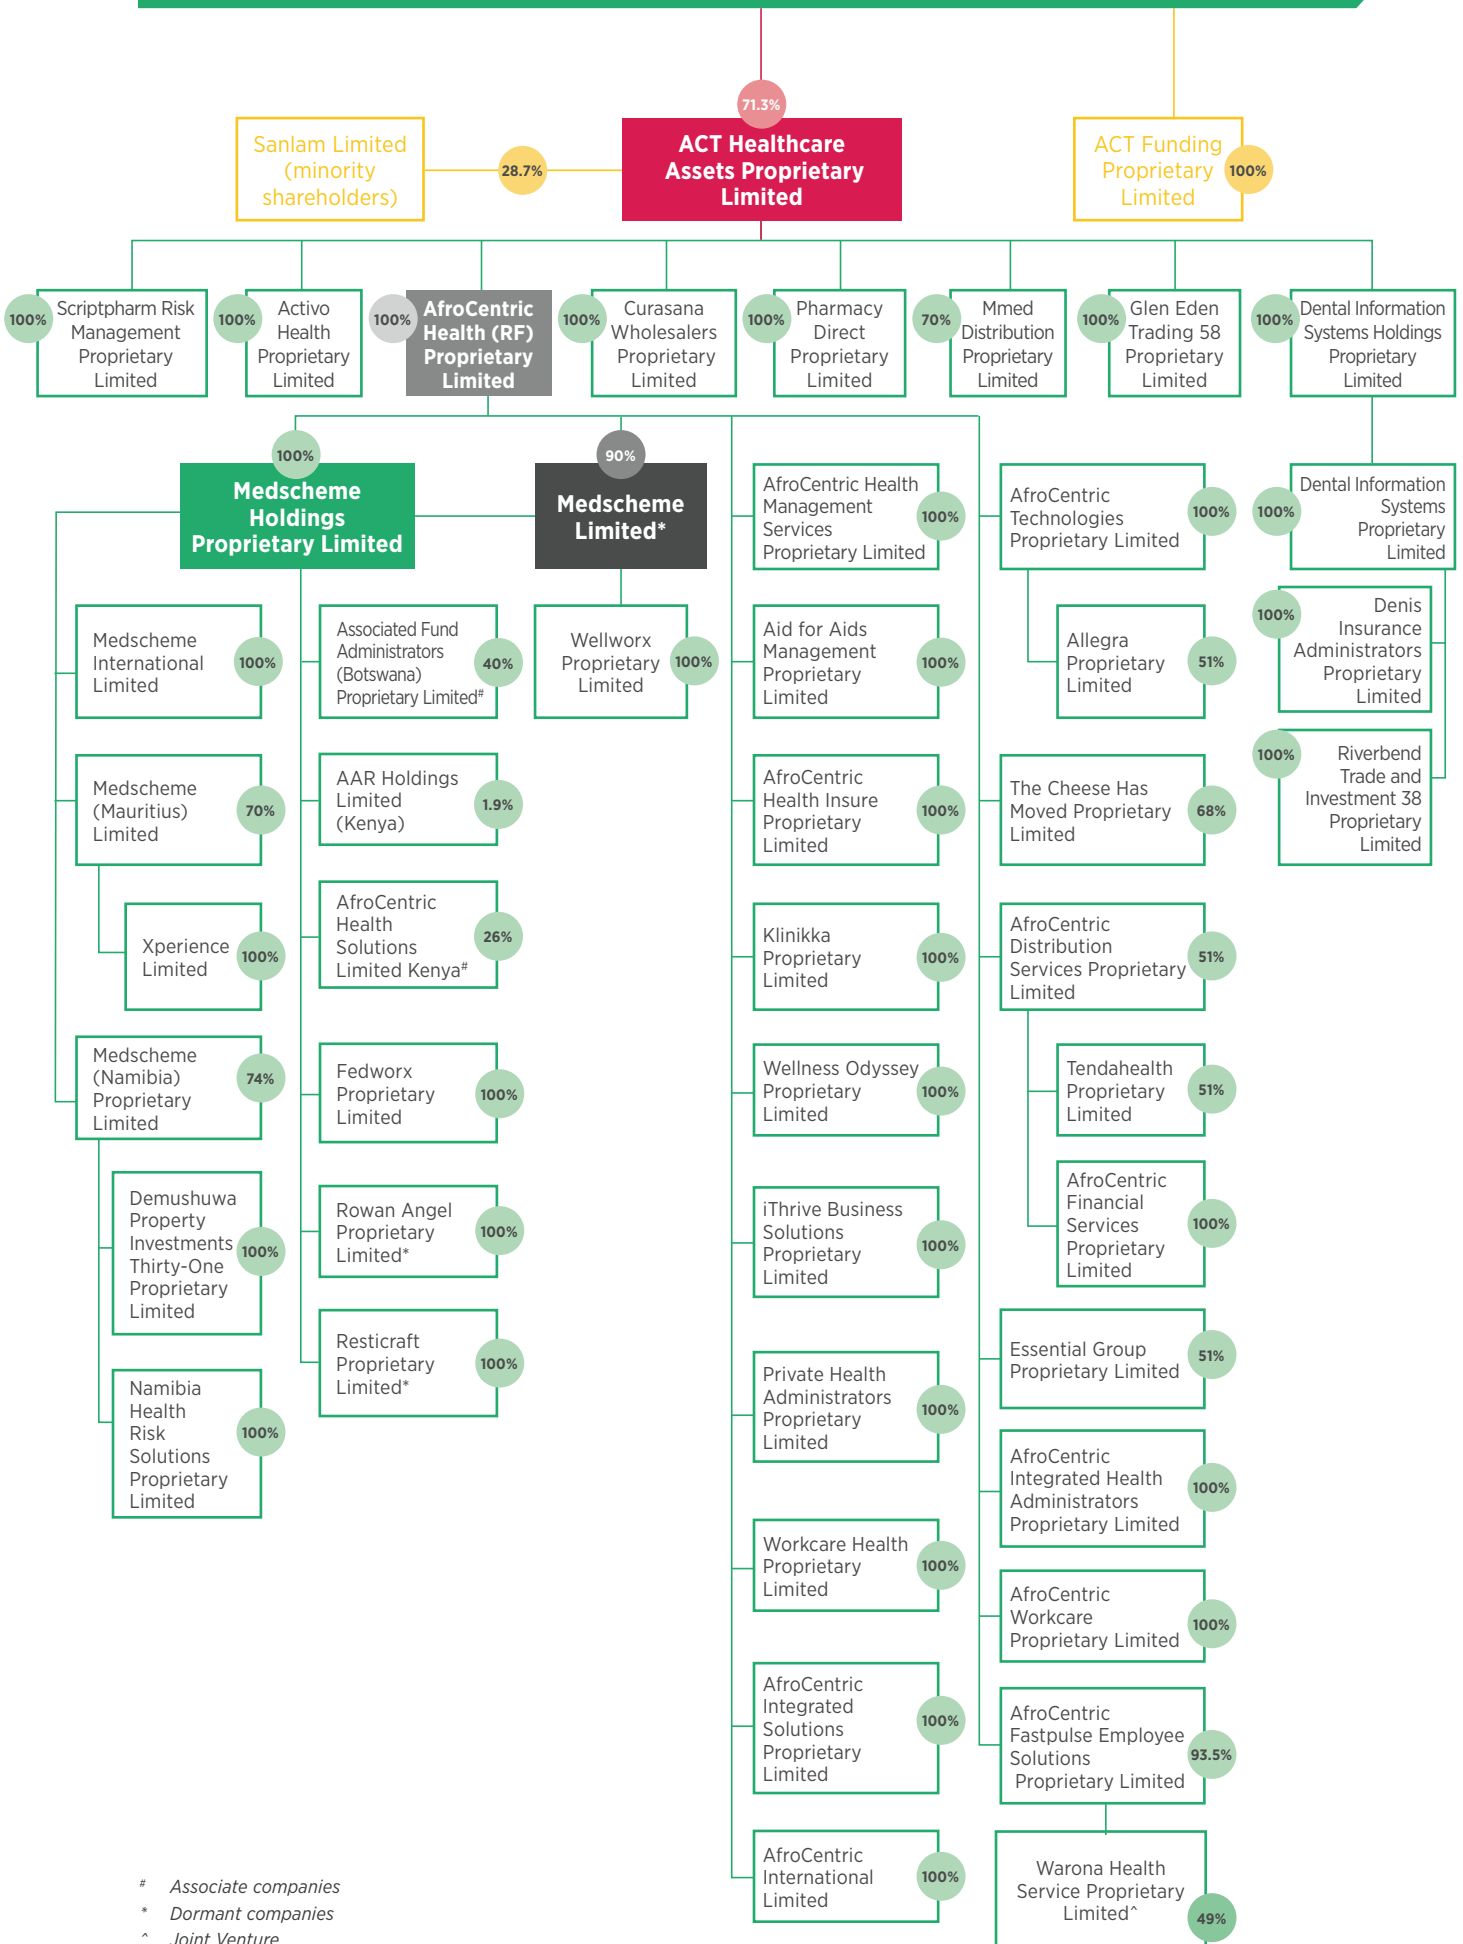 71.3%
Sanlam Limited
(minority
shareholders)
28.7%
ACT Healthcare
Assets Proprietary
Limited
ACT Funding
Proprietary
Limited
100%
100%
Scriptpharm Risk
Management
Proprietary
Limited
100%
Activo
Health
Proprietary
Limited
100%
AfroCentric
Health (RF)
Proprietary
Limited
100%
Curasana
Wholesalers
Proprietary
Limited
100%
Pharmacy
Direct
Proprietary
Limited
70%
Mmed
Distribution
Proprietary
Limited
100%
Glen Eden
Trading 58
Proprietary
Limited
100%
Dental Information
Systems Holdings
Proprietary
Limited
100%
Medscheme
Holdings
Proprietary Limited
90%
Medscheme
Limited*
Medscheme
International
Limited
100%
Medscheme
(Mauritius)
Limited
70%
Xperience
Limited
100%
Medscheme
(Namibia)
Proprietary
Limited
74%
Demushuwa
Property
Investments
Thirty-One
Proprietary
Limited
100%
Namibia
Health
Risk
Solutions
Proprietary
Limited
100%
Associated Fund
Administrators
(Botswana)
Proprietary Limited#
40%
AAR Holdings
Limited
(Kenya)
1.9%
AfroCentric
Health
Solutions
Limited Kenya#
26%
Fedworx
Proprietary
Limited
100%
Rowan Angel
Proprietary
Limited*
100%
Resticraft
Proprietary
Limited*
100%
Wellworx
Proprietary
Limited
100%
AfroCentric Health
Management
Services
Proprietary Limited
100%
Aid for Aids
Management
Proprietary
Limited
100%
AfroCentric
Health Insure
Proprietary
Limited
100%
Klinikka
Proprietary
Limited
100%
Wellness Odyssey
Proprietary
Limited
100%
iThrive Business
Solutions
Proprietary
Limited
100%
Private Health
Administrators
Proprietary
Limited
100%
Workcare Health
Proprietary
Limited
100%
AfroCentric
Integrated
Solutions
Proprietary
Limited
100%
AfroCentric
International
Limited
100%
AfroCentric
Technologies
Proprietary Limited
100%
Allegra
Proprietary
Limited
51%
The Cheese Has
Moved Proprietary
Limited
68%
AfroCentric
Distribution
Services Proprietary
Limited
51%
Tendahealth
Proprietary
Limited
51%
AfroCentric
Financial
Services
Proprietary
Limited
100%
Essential Group
Proprietary Limited
51%
AfroCentric
Integrated Health
Administrators
Proprietary Limited
100%
AfroCentric
Workcare
Proprietary Limited
100%
AfroCentric
Fastpulse Employee
Solutions
Proprietary Limited
93.5%
Warona Health
Service Proprietary
Limited^
49%
100%
Dental Information
Systems
Proprietary
Limited
100%
Denis
Insurance
Administrators
Proprietary
Limited
100%
Riverbend
Trade and
Investment 38
Proprietary
Limited
# Associate companies
* Dormant companies
^ Joint Venture